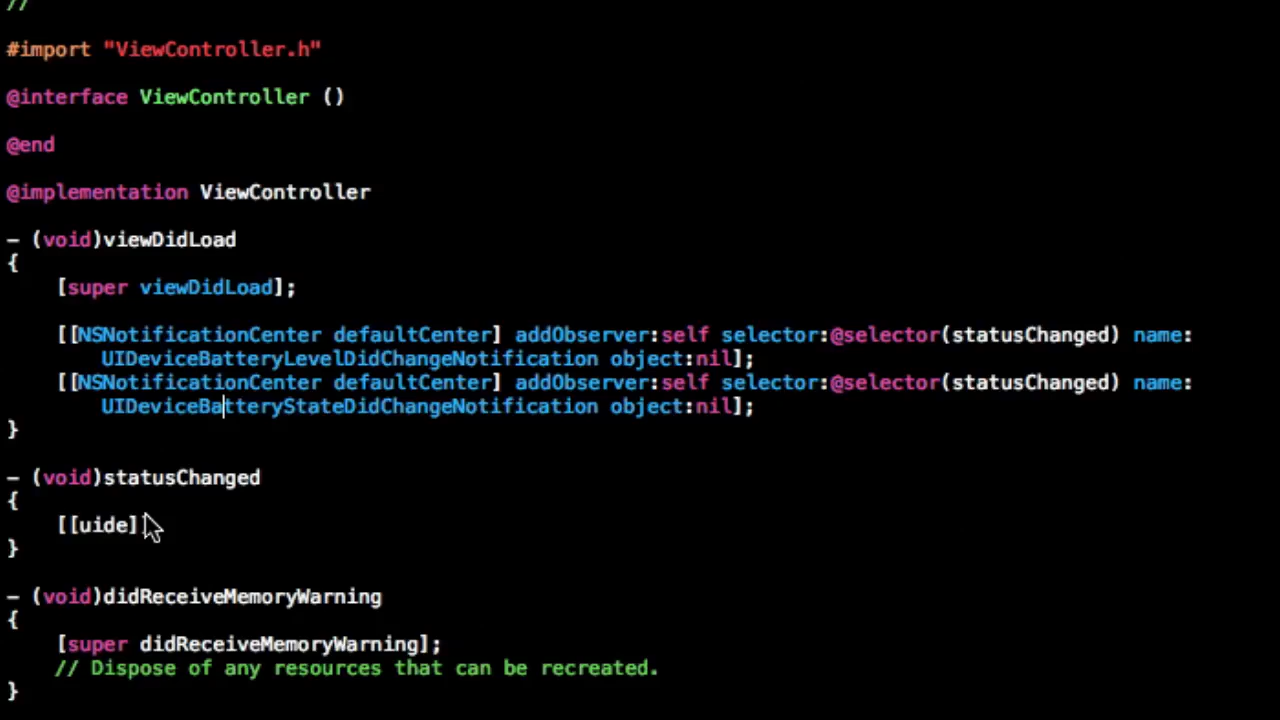 //
#import "ViewController.h"
@interface ViewController ()
@end
@implementation ViewController
- (void)viewDidLoad
{
[super viewDidLoad];
[[NSNotificationCenter defaultCenter] addObserver:self selector:@selector(statusChanged) name:
UIDeviceBatteryLevelDidChangeNotification object:nil];
[[NSNotificationCenter defaultCenter] addObserver:self selector:@selector(statusChanged) name:
UIDeviceBatteryStateDidChangeNotification object:nil];
}
- (void)statusChanged
{
[[uide]
}
- (void)didReceiveMemoryWarning
{
[super didReceiveMemoryWarning];
// Dispose of any resources that can be recreated.
}